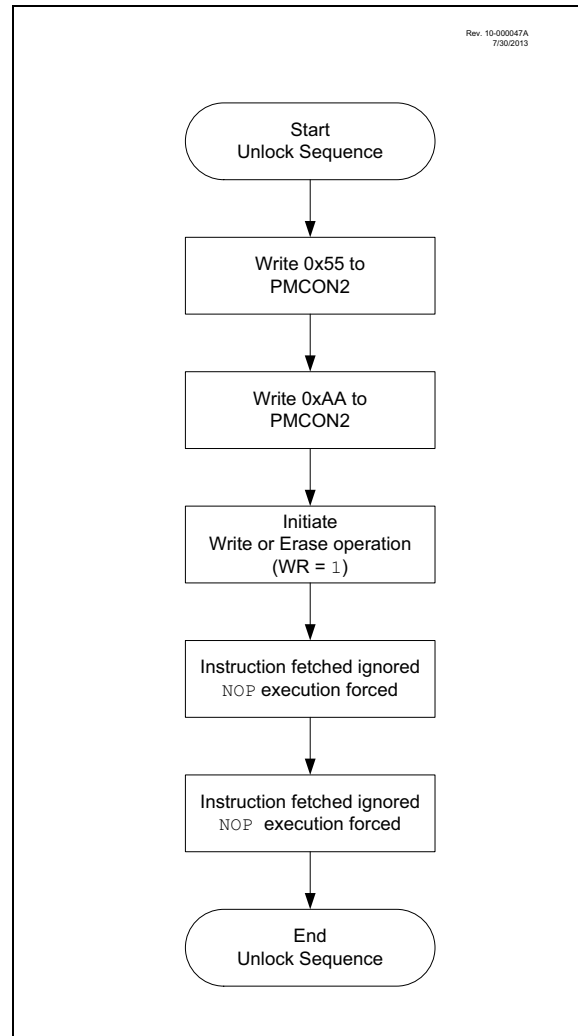 Rev. 10-000047A
7/30/2013
Start
Unlock Sequence
Write 0x55 to
PMCON2
Write 0xAA to
PMCON2
Initiate
Write or Erase operation
(WR = 1)
Instruction fetched ignored
NOP execution forced
Instruction fetched ignored
NOP execution forced
End
Unlock Sequence